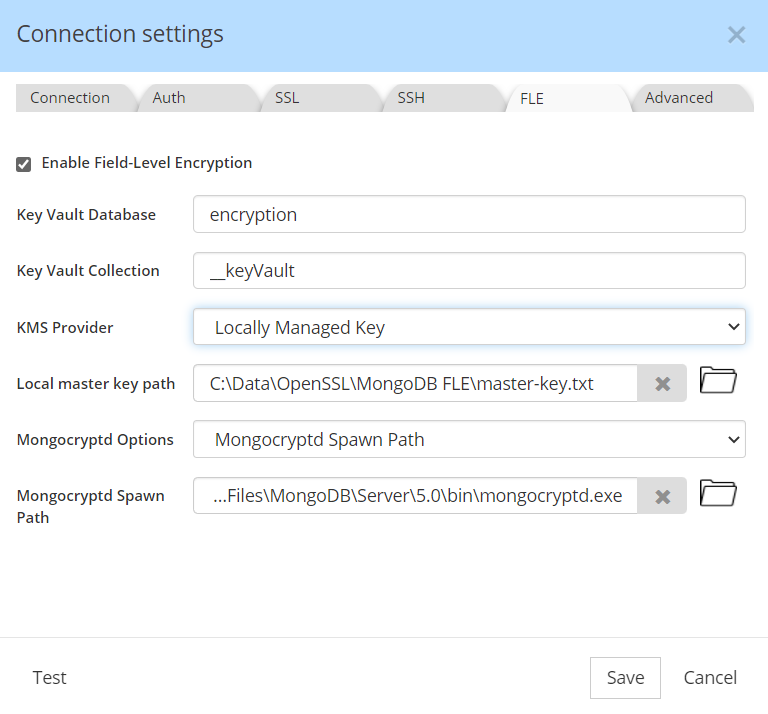 Connection settings
Connection Auth SSL SSH FLE Advanced
Enable Field-Level Encryption
Key Vault Database encryption
Key Vault Collection __keyVault
KMS Provider Locally Managed Key
Local master key path C:\Data\OpenSSL\MongoDB FLE\master-key.txt
Mongocryptd Options Mongocryptd Spawn Path
Mongocryptd Spawn ...Files\MongoDB\Server\5.0\bin\mongocryptd.exe
Path
Test Save Cancel